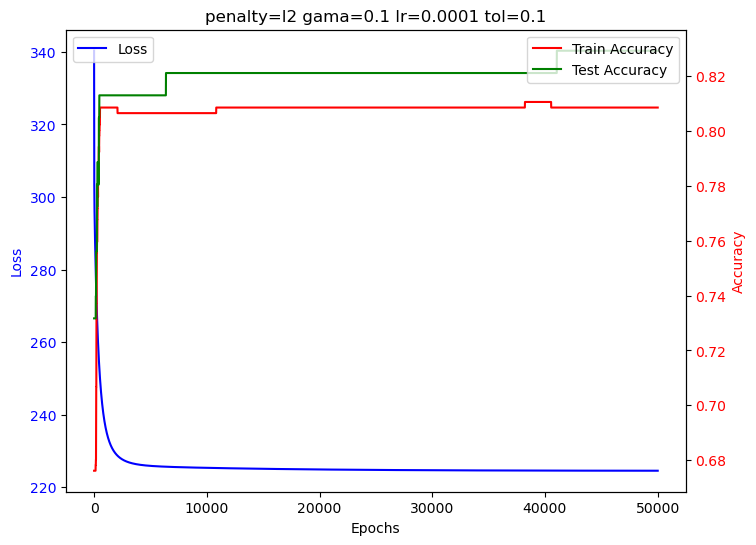 penalty=l2 gama=0.1 lr=0.0001 tol=0.1
Loss
Train Accuracy
Test Accuracy
340
320
300
280
260
240
220
Loss
0.82
0.80
0.78
0.76
0.74
0.72
0.70
0.68
Accuracy
0 10000 20000 30000 40000 50000
Epochs